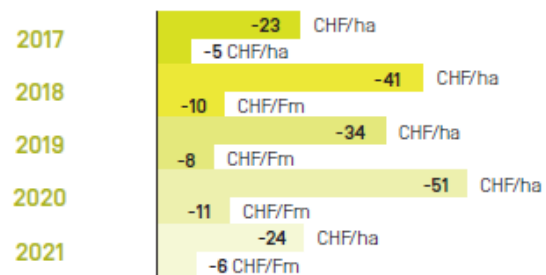 2017
-23 CHF/ha
-5 CHF/ha
2018
-41 CHF/ha
-10 CHF/Fm
2019
-34 CHF/ha
-8 CHF/Fm
2020
-51 CHF/ha
-11 CHF/Fm
2021
-24 CHF/ha
-6 CHF/Fm